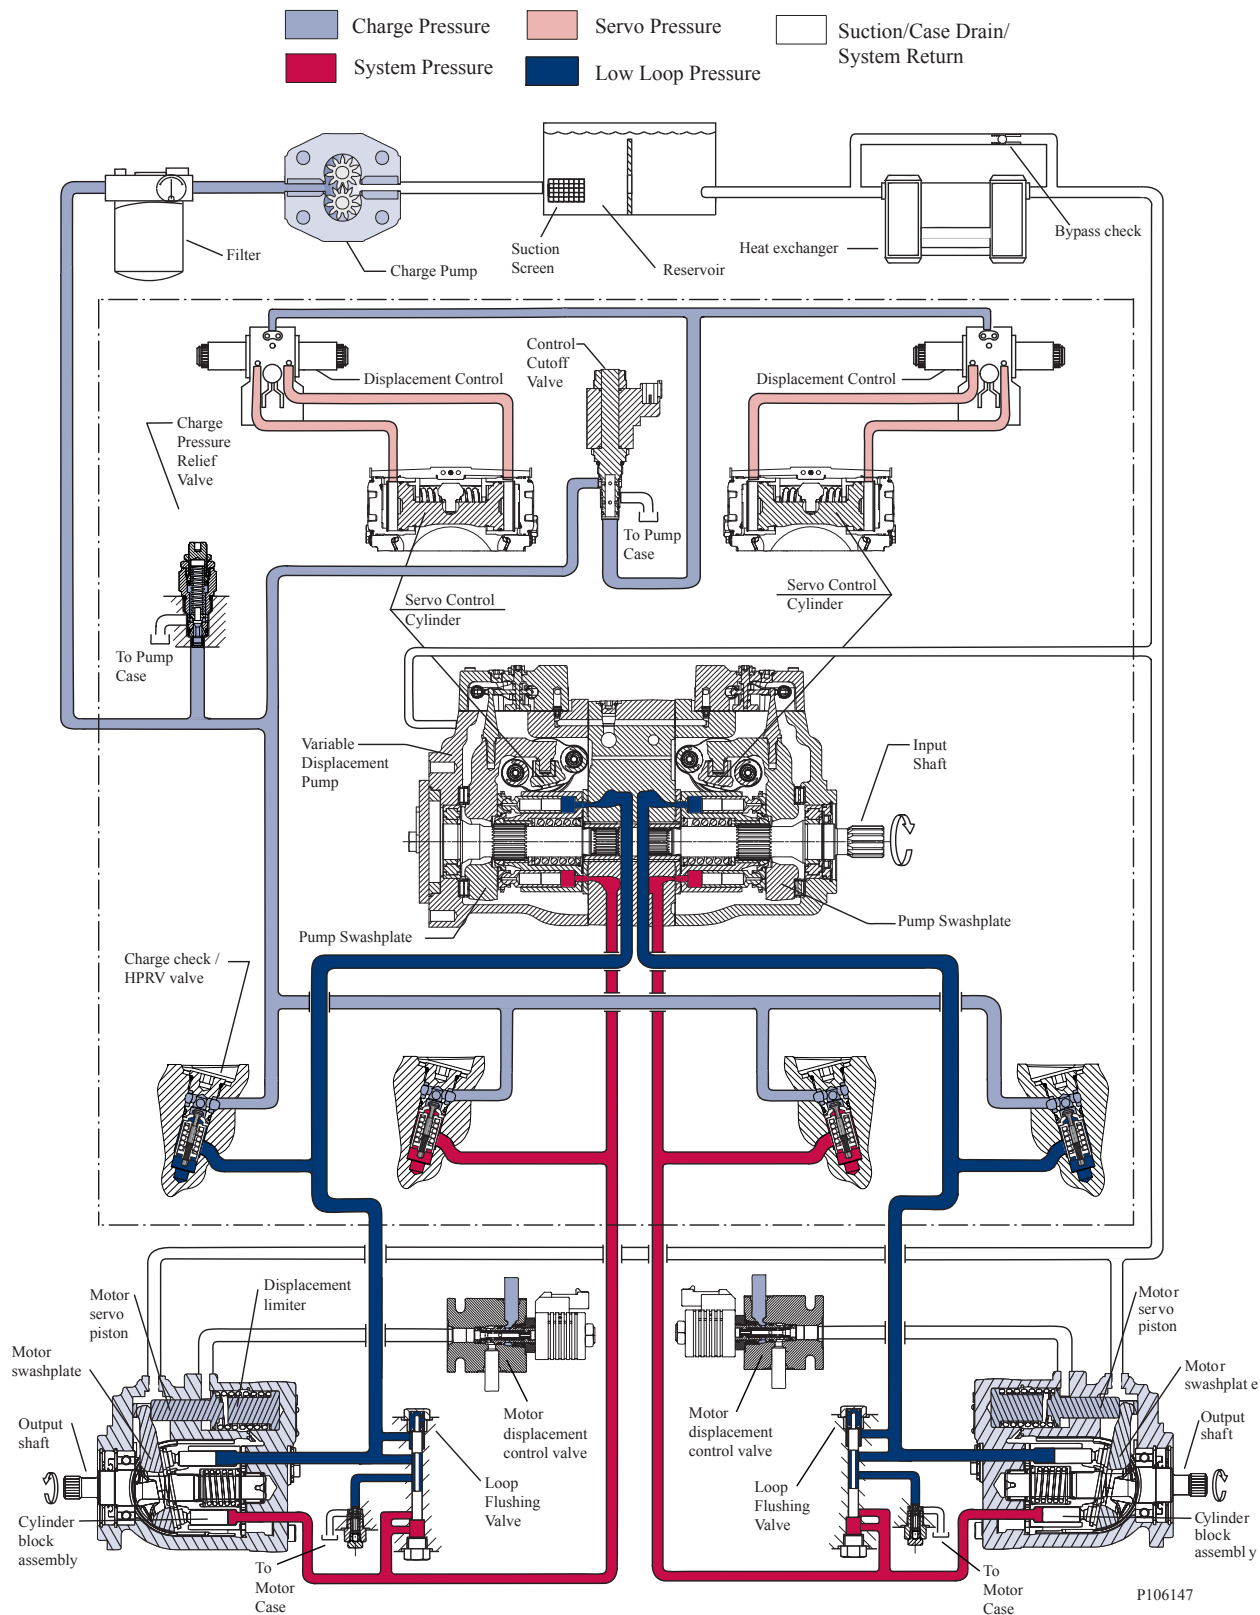 Charge Pressure
Servo Pressure
Suction/Case Drain/
System Return
System Pressure
Low Loop Pressure
Filter
Charge Pump
Suction
Screen
Reservoir
Heat exchanger
Bypass check
Displacement Control
Control
Cutoff
Valve
Displacement Control
Charge
Pressure
Relief
Valve
To Pump
Case
To Pump
Case
Servo Control
Cylinder
Servo Control
Cylinder
Variable
Displacement
Pump
Input
Shaft
Pump Swashplate
Pump Swashplate
Charge check /
HPRV valve
Motor
servo
piston
Displacement
limiter
Motor
swashplate
Output
shaft
Cylinder
block
assembly
To
Motor
Case
Motor
displacement
control valve
Loop
Flushing
Valve
Motor
displacement
control valve
Loop
Flushing
Valve
Motor
servo
piston
Motor
swashplat e
Output
shaft
Cylinder
block
assembl y
To
Motor
Case
P106147